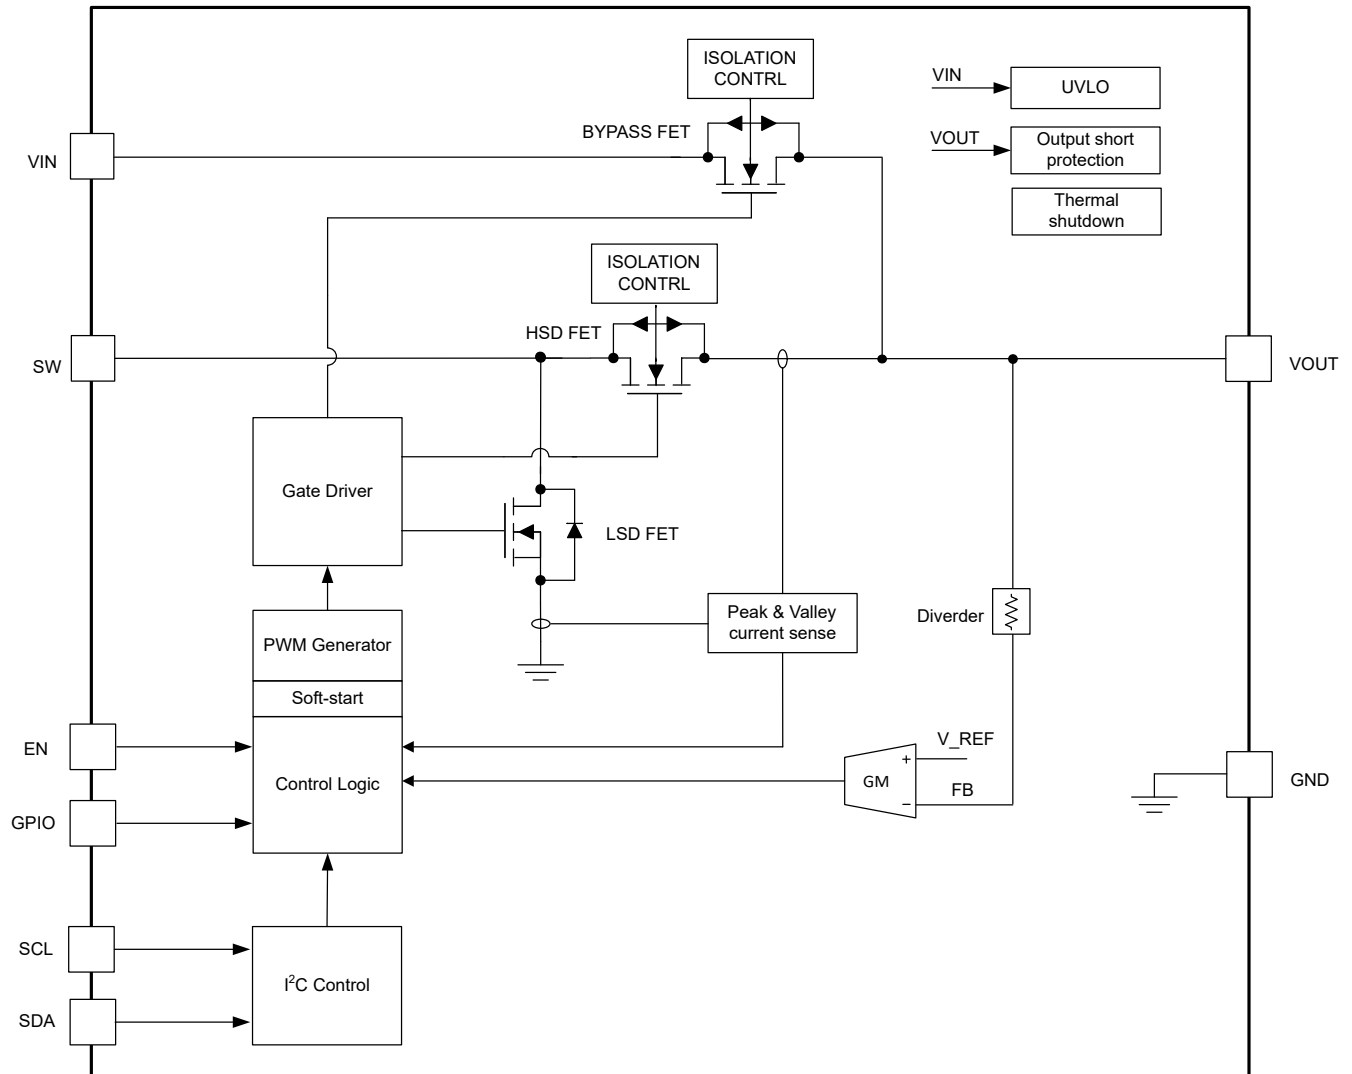 ISOLATION
CONTRL
BYPASS FET
VIN
UVLO
VOUT
Output short
protection
Thermal
shutdown
VIN
ISOLATION
CONTRL
HSD FET
SW
VOUT
Gate Driver
LSD FET
Peak & Valley
current sense
Diverder
PWM Generator
Soft-start
Control Logic
EN
GPIO
V_REF
+
GM
FB
−
GND
SCL
SDA
I²C Control